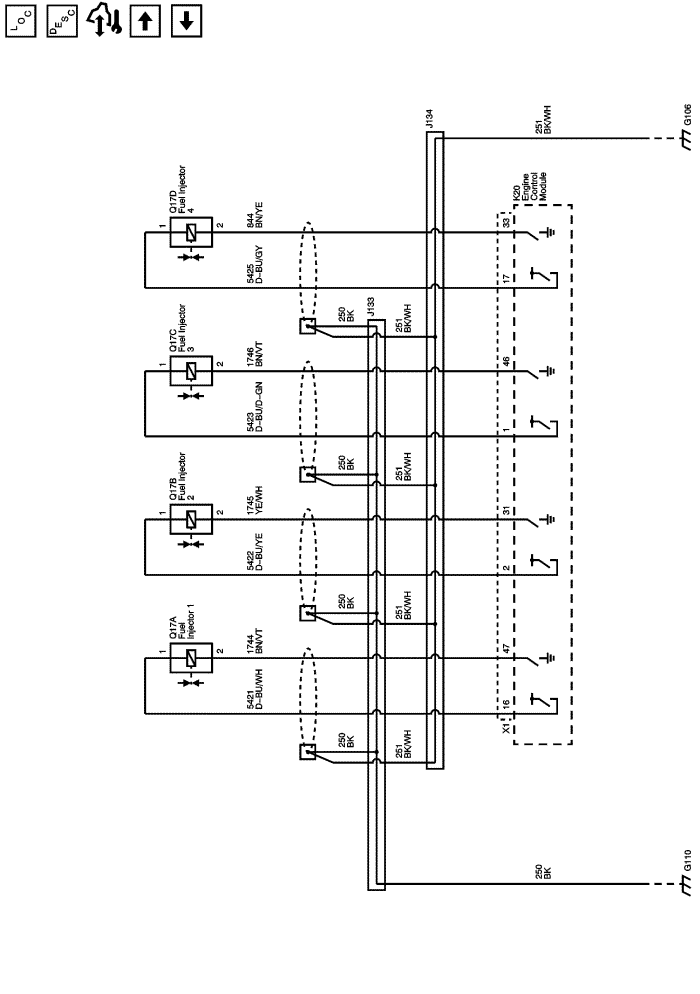 LOC
DESC
G106
251
BK/WH
J134
K20
Engine
Control
Module
Q17D
Fuel Injector
4
1
2
844
BN/YE
33
5425
D-BU/GY
17
250
BK
J133
251
BK/WH
Q17C
Fuel Injector
3
1
2
1746
BN/VT
46
5423
D-BU/D-GN
1
250
BK
251
BK/WH
Q17B
Fuel Injector
2
1
2
1745
YE/WH
31
5422
D-BU/YE
2
250
BK
251
BK/WH
Q17A
Fuel
Injector 1
1
2
1744
BN/VT
47
5421
D-BU/WH
16
X1
250
BK
251
BK/WH
250
BK
G110